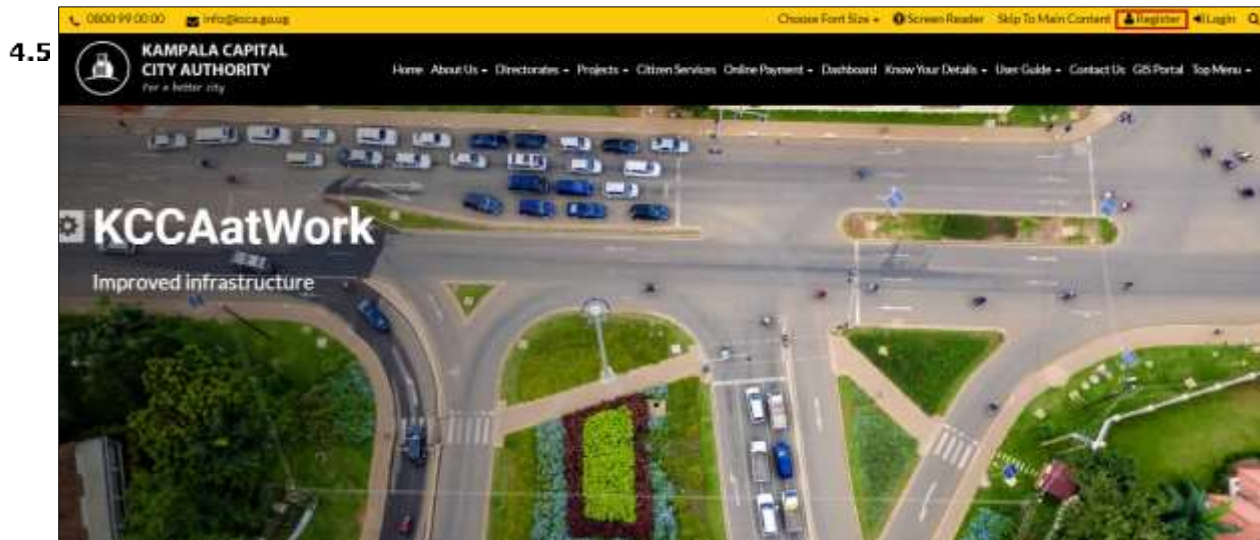 4.5
0800 99 00 00 info@kcca.go.ug Choose Font Size Screen Reader Skip To Main Content Register Login
KAMPALA CAPITAL
CITY AUTHORITY
For a better city
Home About Us Directorates Projects Citizen Services Online Payment Dashboard Know Your Details User Guide Contact Us GIS Portal Top Menu
KCCAatWork
Improved infrastructure